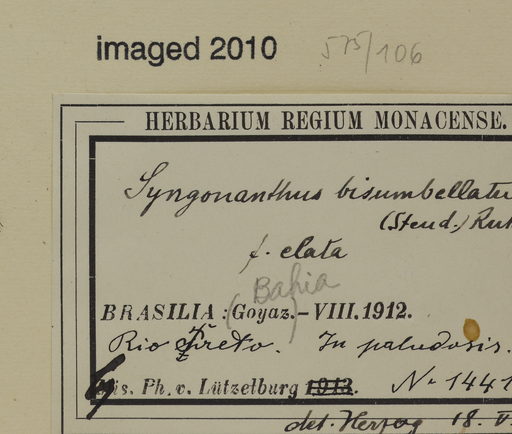 imaged 2010 575/106
HERBARIUM REGIUM MONACENSE.
Syngonanthus bisumbellatu
(Steud.) Ruh
f. elata
Bahia
BRASILIA : (Goyaz.) – VIII. 1912.
Rio Preto. In paludosis.
is. Ph. v. Lützelburg 1913.
No 1441
det. Herzog 18. V.